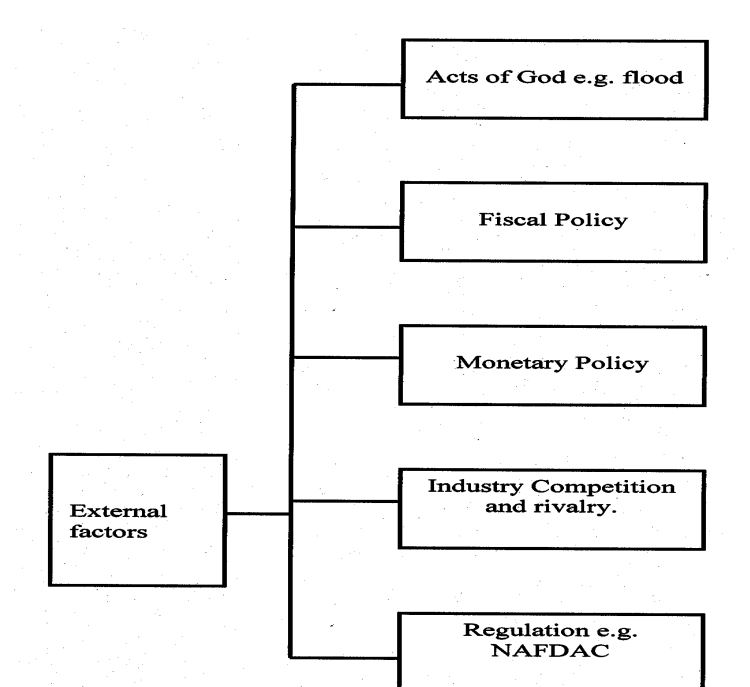 Acts of God e.g. flood
Fiscal Policy
Monetary Policy
Industry Competition
and rivalry.
External
factors
Regulation e.g.
NAFDAC